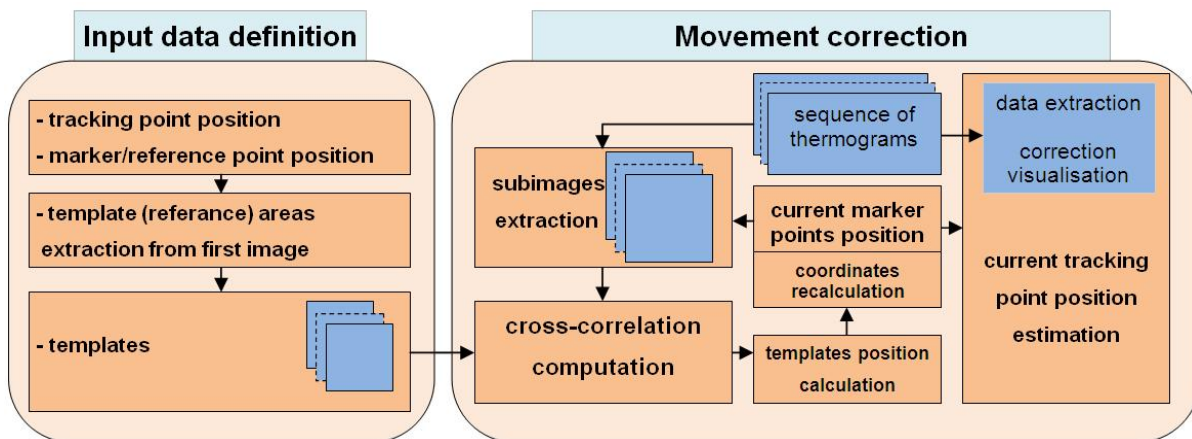 Input data definition
- tracking point position
- marker/reference point position
- template (referance) areas
extraction from first image
- templates
Movement correction
sequence of
thermograms
subimages
extraction
cross-correlation
computation
templates position
calculation
current marker
points position
coordinates
recalculation
data extraction
correction
visualisation
current tracking
point position
estimation